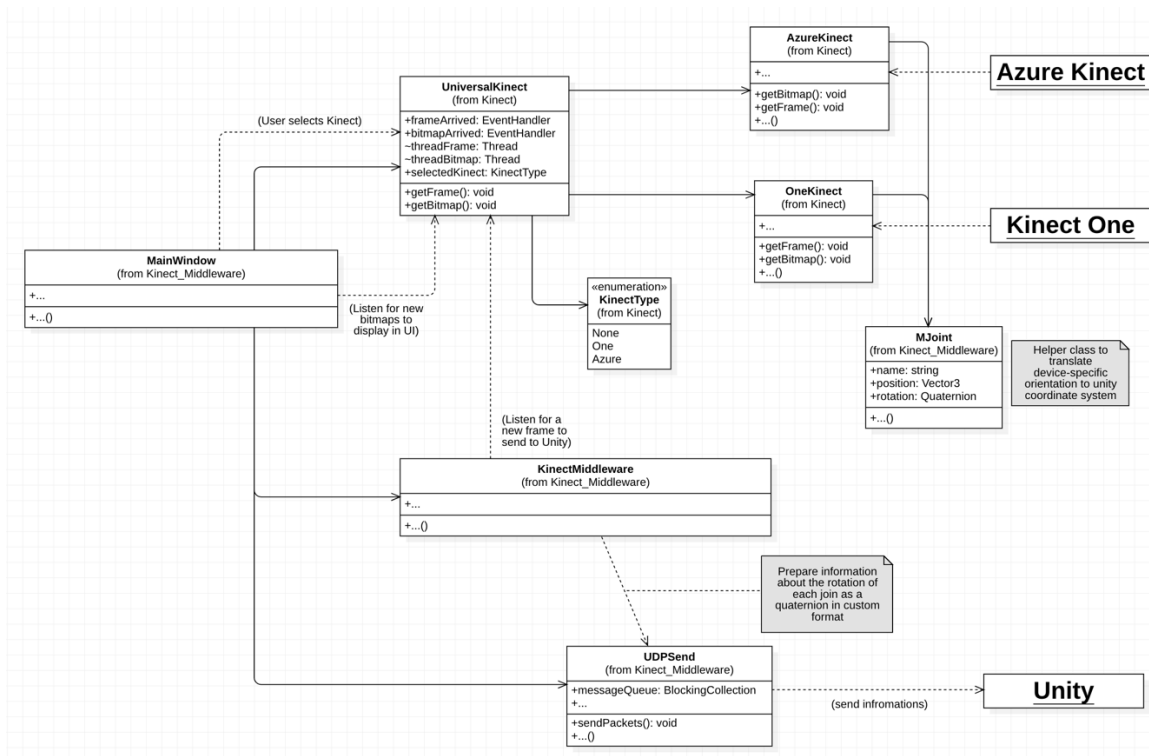 AzureKinect
(from Kinect)
+...
+getBitmap(): void
+getFrame(): void
+...()
Azure Kinect
UniversalKinect
(from Kinect)
+frameArrived: EventHandler
+bitmapArrived: EventHandler
~threadFrame: Thread
~threadBitmap: Thread
+selectedKinect: KinectType
+getFrame(): void
+getBitmap(): void
(User selects Kinect)
OneKinect
(from Kinect)
+...
+getFrame(): void
+getBitmap(): void
+...()
Kinect One
MainWindow
(from Kinect_Middleware)
+...
+...()
(Listen for new
bitmaps to
display in UI)
«enumeration»
KinectType
(from Kinect)
None
One
Azure
MJoint
(from Kinect_Middleware)
+name: string
+position: Vector3
+rotation: Quaternion
+...()
Helper class to
translate
device-specific
orientation to unity
coordinate system
(Listen for a
new frame to
send to Unity)
KinectMiddleware
(from Kinect_Middleware)
+...
+...()
Prepare information
about the rotation of
each join as a
quaternion in custom
format
UDPSend
(from Kinect_Middleware)
+messageQueue: BlockingCollection
+...
+sendPackets(): void
+...()
(send infromations)
Unity